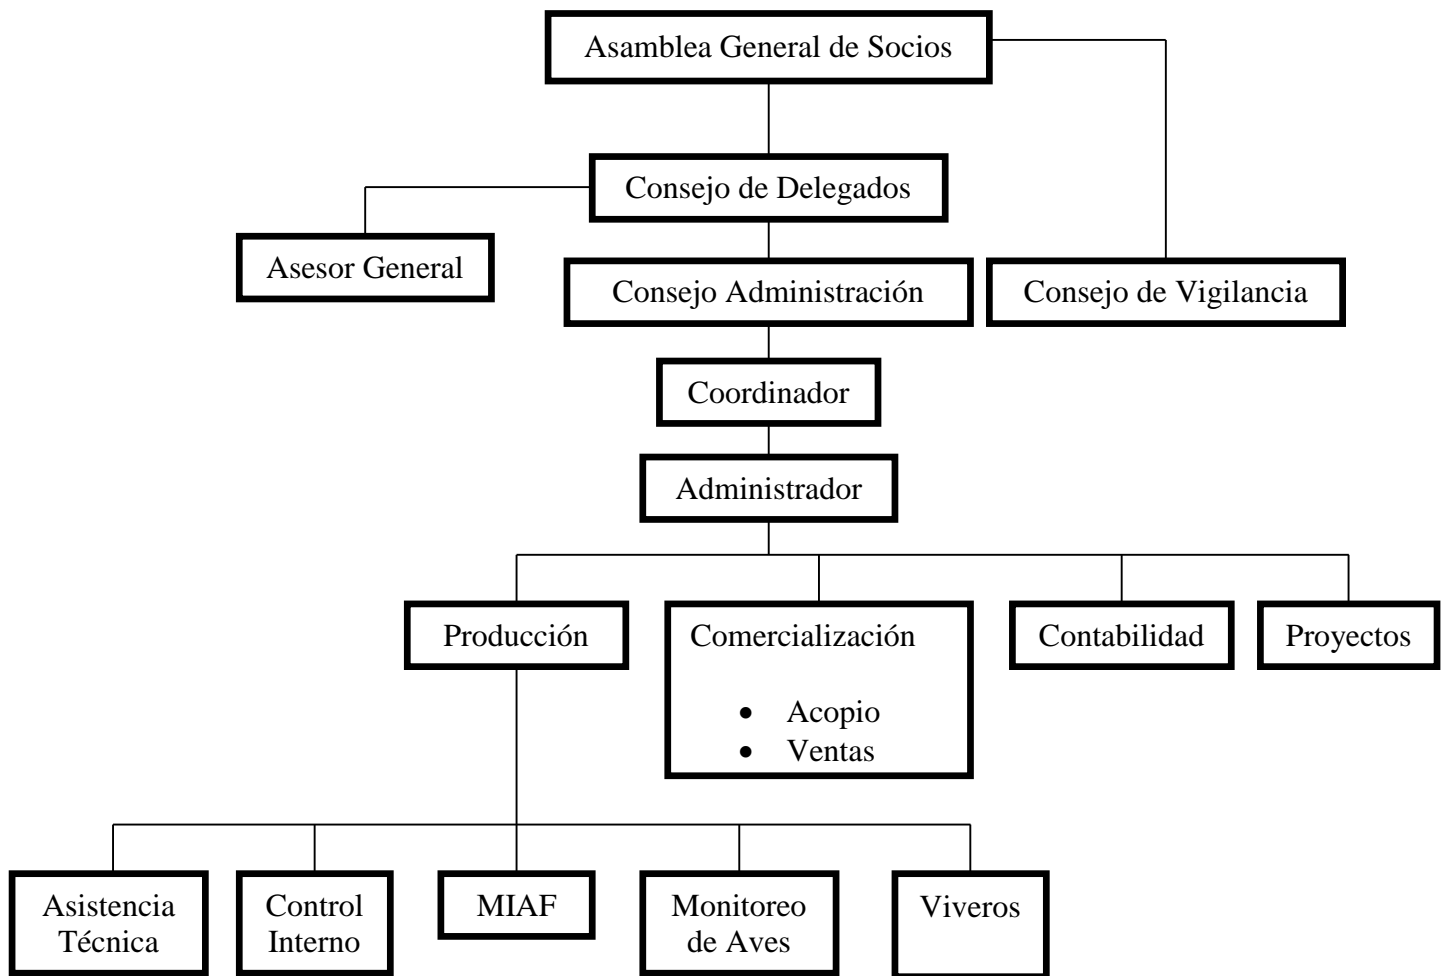 Asamblea General de Socios
Consejo de Delegados
Asesor General
Consejo Administración
Consejo de Vigilancia
Coordinador
Administrador
Producción
Comercialización
• Acopio
• Ventas
Contabilidad
Proyectos
Asistencia
Técnica
Control
Interno
MIAF
Monitoreo
de Aves
Viveros